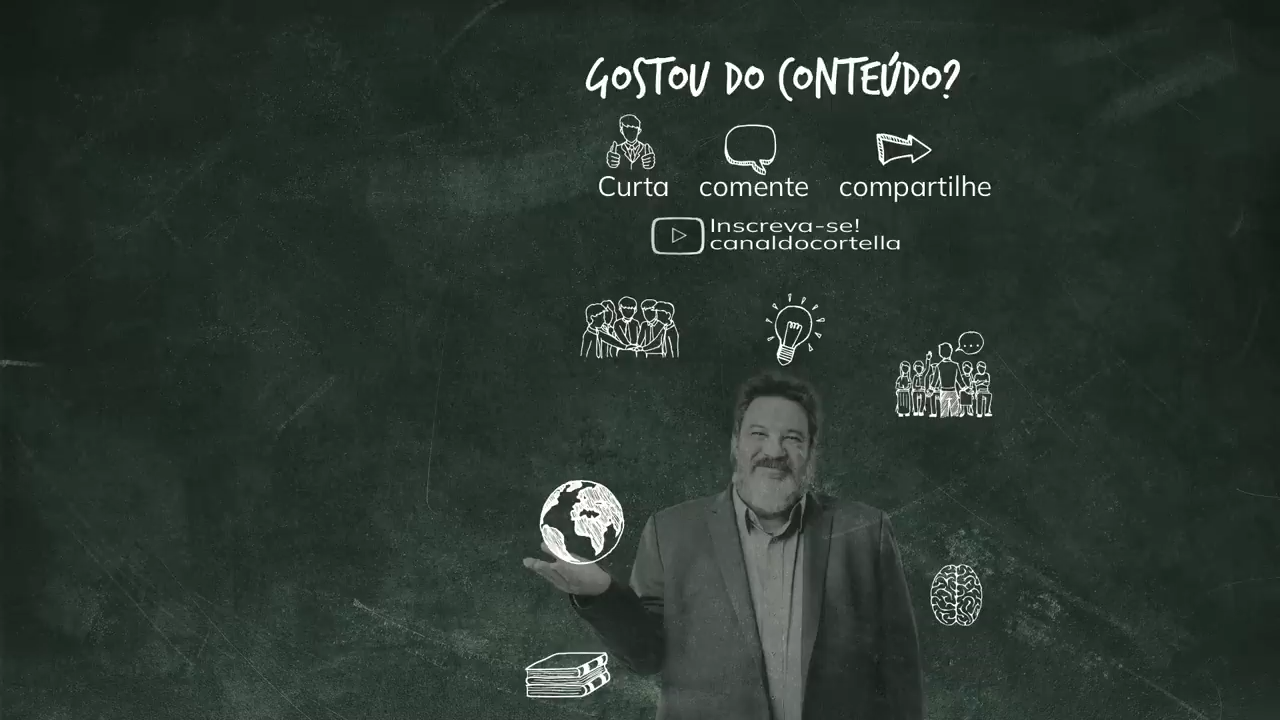 GOSTOU DO CONTEÚDO?
Curta comente compartilhe
Inscreva-se!
canaldocortella